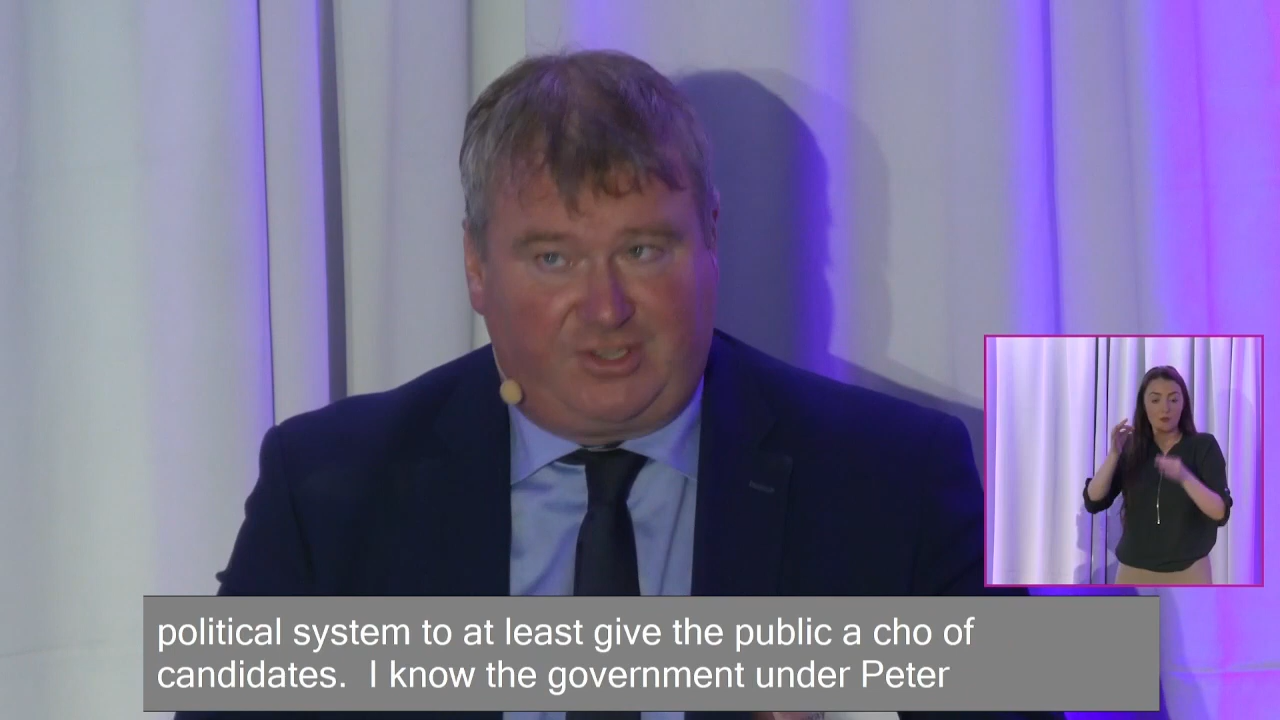 political system to at least give the public a cho of
candidates.  I know the government under Peter